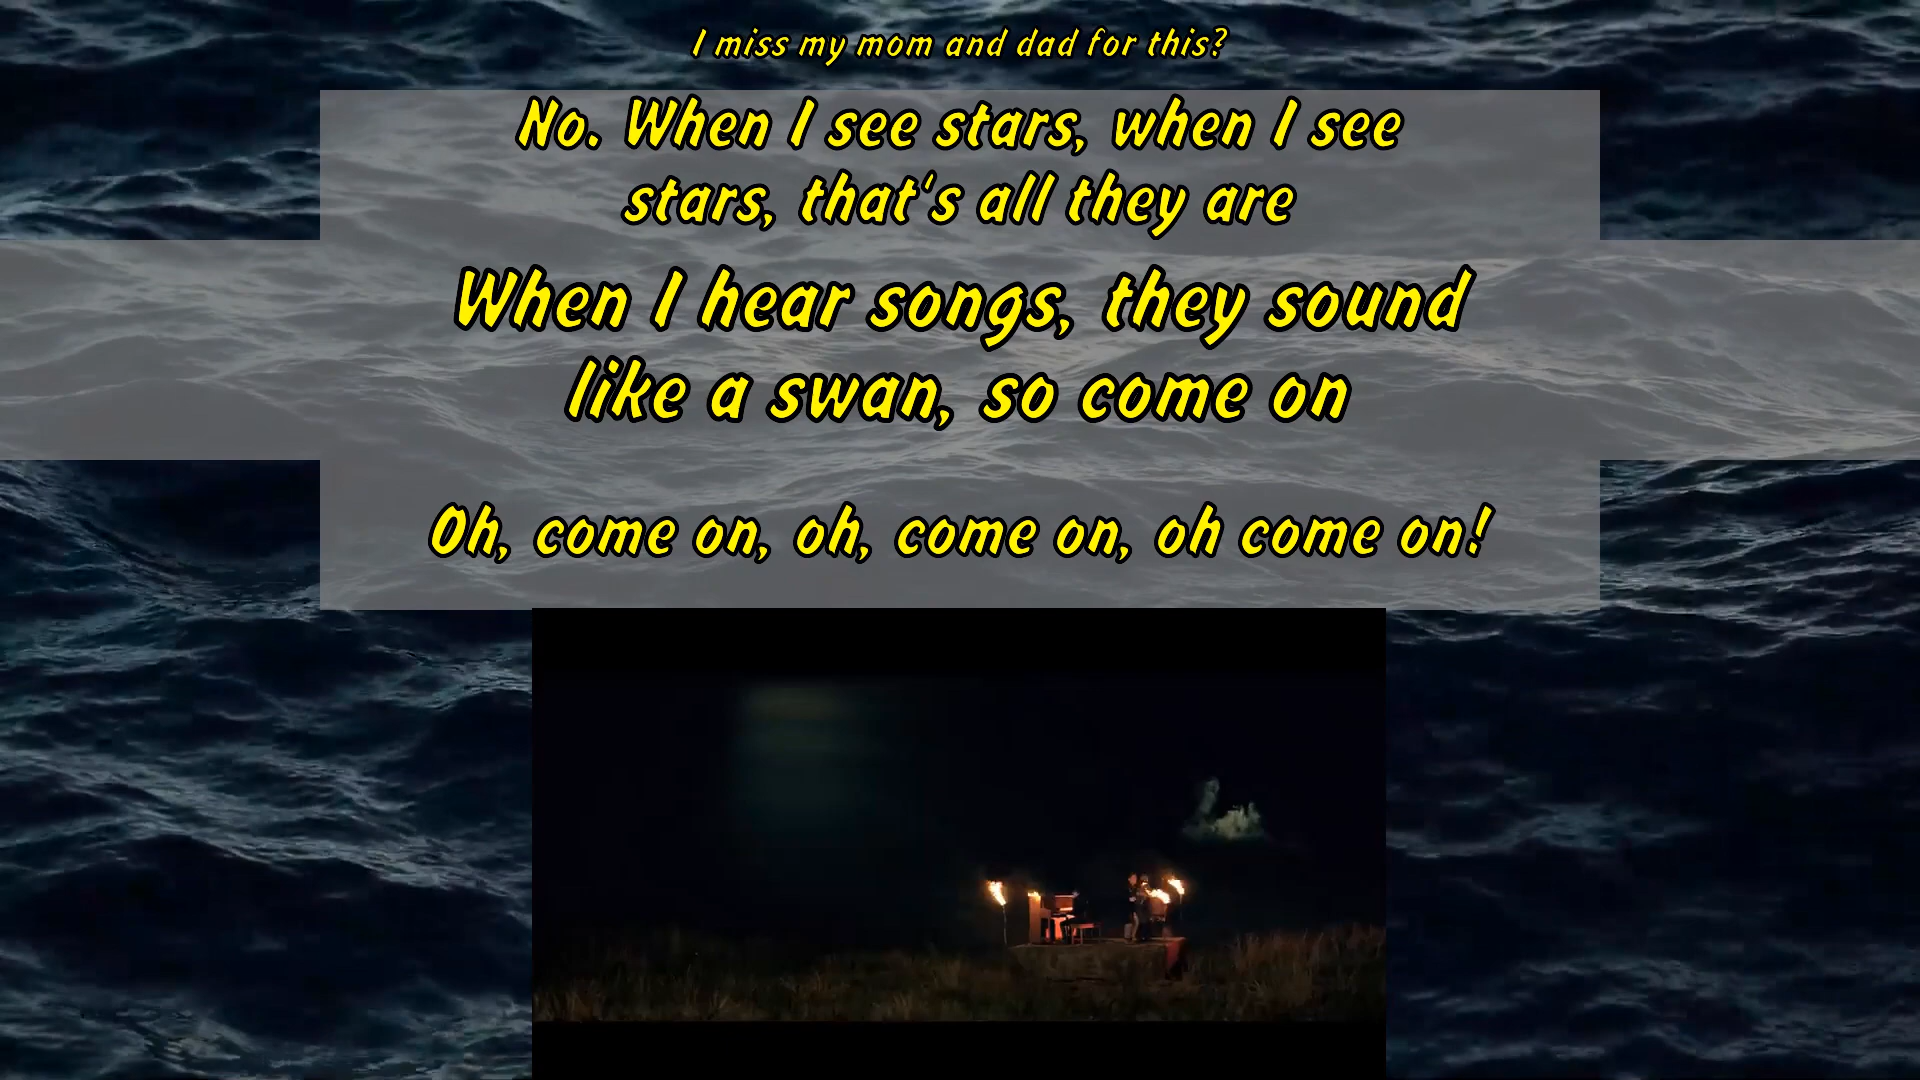 I miss my mom and dad for this?
No. When I see stars, when I see
stars, that's all they are
When I hear songs, they sound
like a swan, so come on
Oh, come on, oh, come on, oh come on!